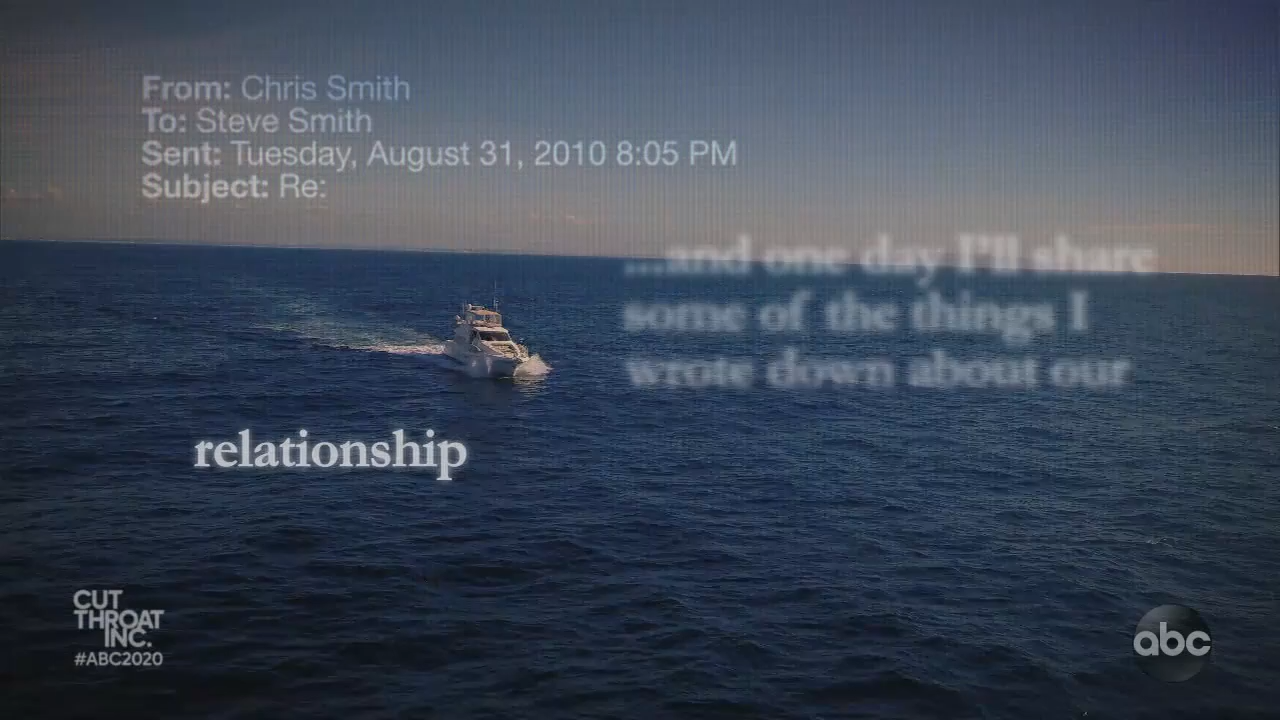 From: Chris Smith
To: Steve Smith
Sent: Tuesday, August 31, 2010 8:05 PM
Subject: Re:
...and one day I'll share
some of the things I
wrote down about our
relationship
CUT
THROAT
INC.
#ABC2020
abc